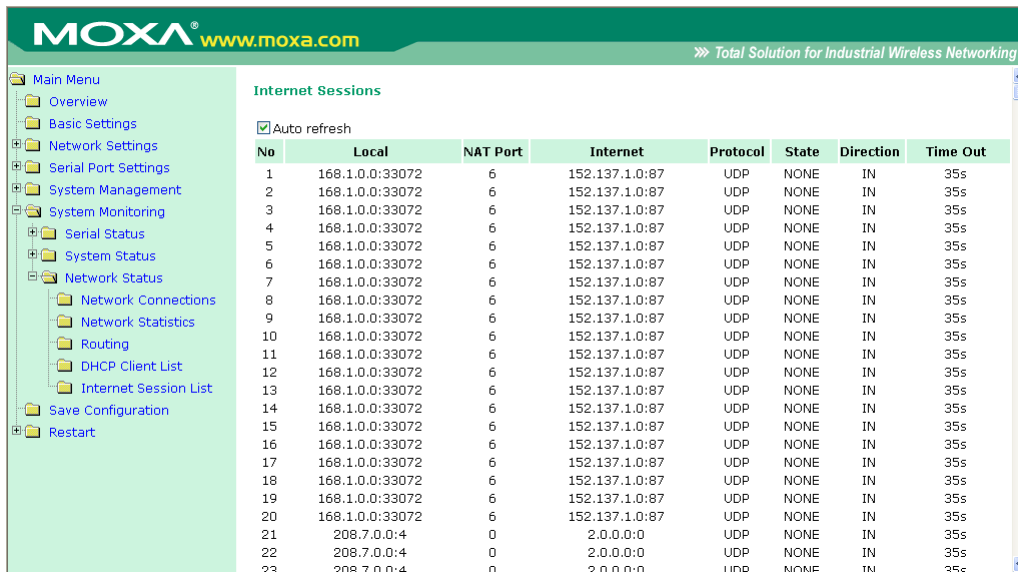 MOXA® www.moxa.com
Total Solution for Industrial Wireless Networking
Main Menu
Overview
Basic Settings
Network Settings
Serial Port Settings
System Management
System Monitoring
Serial Status
System Status
Network Status
Network Connections
Network Statistics
Routing
DHCP Client List
Internet Session List
Save Configuration
Restart
Internet Sessions
Auto refresh
No Local NAT Port Internet Protocol State Direction Time Out
1 168.1.0.0:33072 6 152.137.1.0:87 UDP NONE IN 35s
2 168.1.0.0:33072 6 152.137.1.0:87 UDP NONE IN 35s
3 168.1.0.0:33072 6 152.137.1.0:87 UDP NONE IN 35s
4 168.1.0.0:33072 6 152.137.1.0:87 UDP NONE IN 35s
5 168.1.0.0:33072 6 152.137.1.0:87 UDP NONE IN 35s
6 168.1.0.0:33072 6 152.137.1.0:87 UDP NONE IN 35s
7 168.1.0.0:33072 6 152.137.1.0:87 UDP NONE IN 35s
8 168.1.0.0:33072 6 152.137.1.0:87 UDP NONE IN 35s
9 168.1.0.0:33072 6 152.137.1.0:87 UDP NONE IN 35s
10 168.1.0.0:33072 6 152.137.1.0:87 UDP NONE IN 35s
11 168.1.0.0:33072 6 152.137.1.0:87 UDP NONE IN 35s
12 168.1.0.0:33072 6 152.137.1.0:87 UDP NONE IN 35s
13 168.1.0.0:33072 6 152.137.1.0:87 UDP NONE IN 35s
14 168.1.0.0:33072 6 152.137.1.0:87 UDP NONE IN 35s
15 168.1.0.0:33072 6 152.137.1.0:87 UDP NONE IN 35s
16 168.1.0.0:33072 6 152.137.1.0:87 UDP NONE IN 35s
17 168.1.0.0:33072 6 152.137.1.0:87 UDP NONE IN 35s
18 168.1.0.0:33072 6 152.137.1.0:87 UDP NONE IN 35s
19 168.1.0.0:33072 6 152.137.1.0:87 UDP NONE IN 35s
20 168.1.0.0:33072 6 152.137.1.0:87 UDP NONE IN 35s
21 208.7.0.0:4 0 2.0.0.0:0 UDP NONE IN 35s
22 208.7.0.0:4 0 2.0.0.0:0 UDP NONE IN 35s
23 208.7.0.0:4 0 2.0.0.0:0 UDP NONE IN 35s